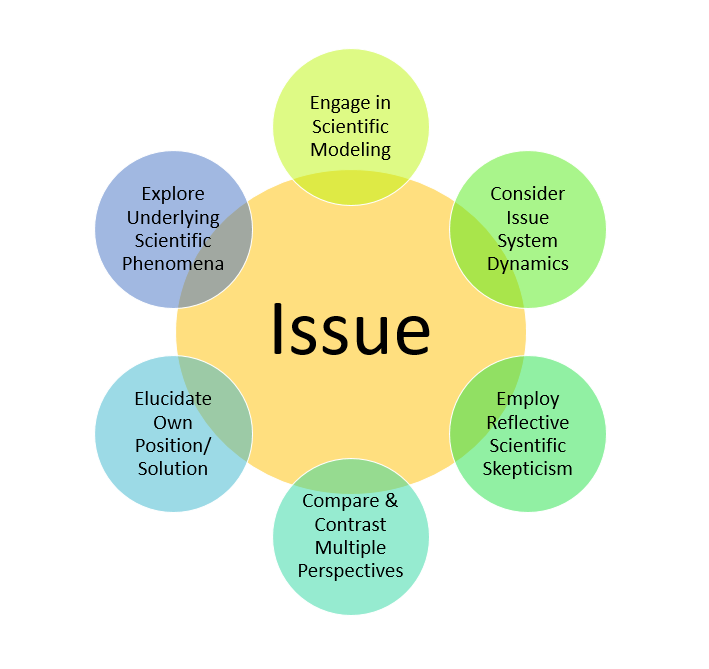 Engage in
Scientific
Modeling
Consider
Issue
System
Dynamics
Employ
Reflective
Scientific
Skepticism
Compare &
Contrast
Multiple
Perspectives
Elucidate
Own
Position/
Solution
Explore
Underlying
Scientific
Phenomena
Issue